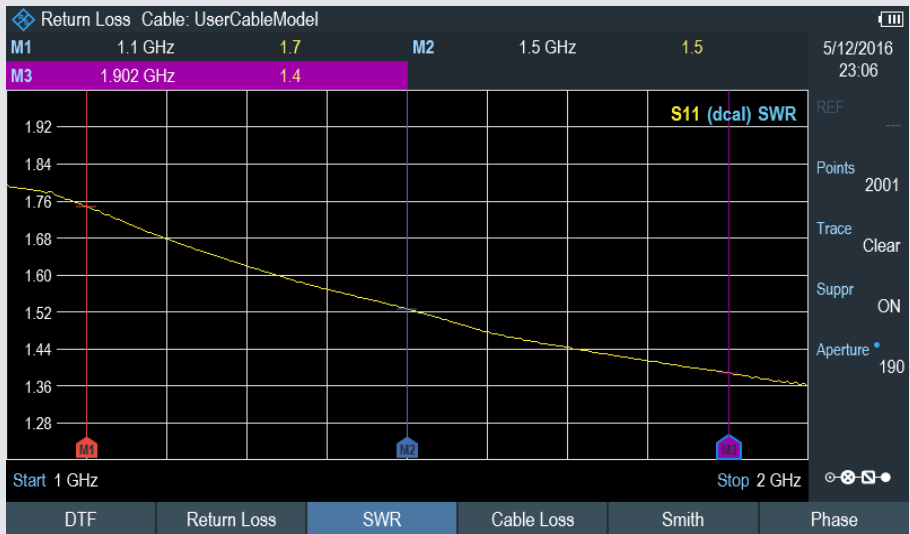 Return Loss Cable: UserCableModel
M1 1.1 GHz 1.7 M2 1.5 GHz 1.5
M3 1.902 GHz 1.4
5/12/2016
23:06
S11 (dcal) SWR
1.92
1.84
1.76
1.68
1.60
1.52
1.44
1.36
1.28
M1 M2 M3
Start 1 GHz Stop 2 GHz
REF
---
Points
2001
Trace
Clear
Suppr
ON
Aperture
190
DTF Return Loss SWR Cable Loss Smith Phase